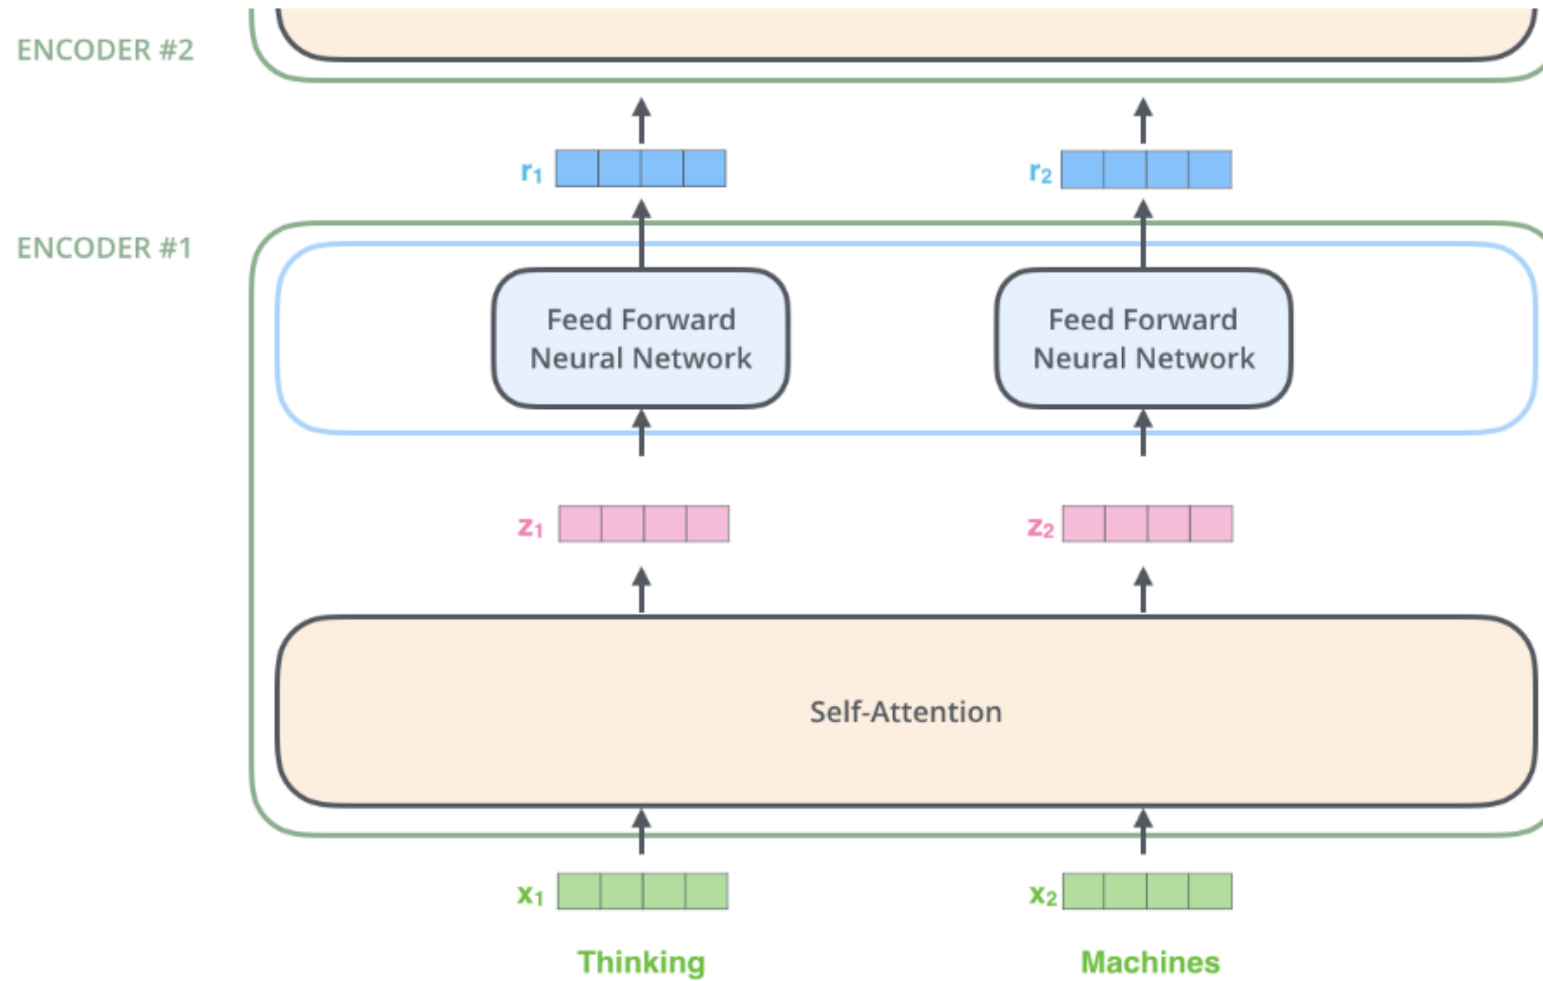 ENCODER #2
r1
r2
ENCODER #1
Feed Forward
Neural Network
Feed Forward
Neural Network
z1
z2
Self-Attention
x1
x2
Thinking
Machines